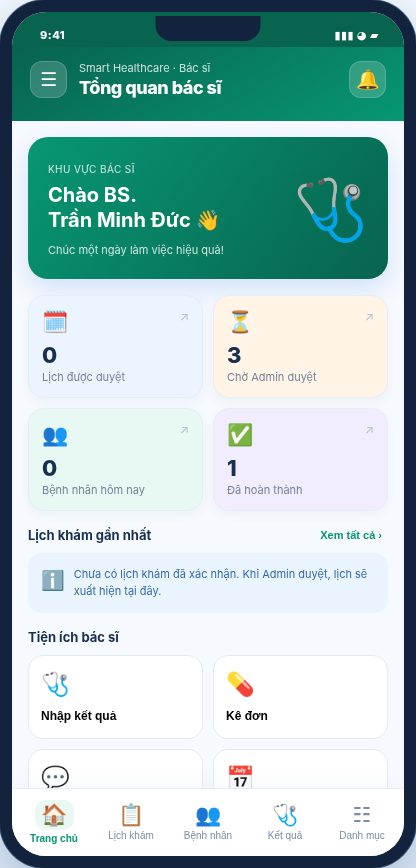 9:41
Smart Healthcare · Bác sĩ
Tổng quan bác sĩ
KHU VỰC BÁC SĨ
Chào BS.
Trần Minh Đức 👋
Chúc một ngày làm việc hiệu quả!
0
Lịch được duyệt
3
Chờ Admin duyệt
0
Bệnh nhân hôm nay
1
Đã hoàn thành
Lịch khám gần nhất
Xem tất cả ›
Chưa có lịch khám đã xác nhận. Khi Admin duyệt, lịch sẽ
xuất hiện tại đây.
Tiện ích bác sĩ
Nhập kết quả
Kê đơn
Trang chủ
Lịch khám
Bệnh nhân
Kết quả
Danh mục